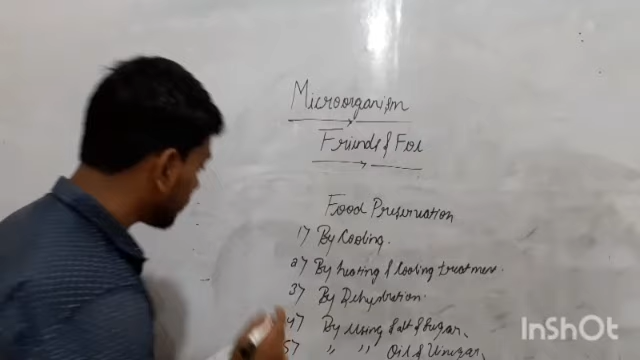 Microorganism
Friends & Foe
Food Preservation
1) By Cooling.
2) By heating & Cooling treatment.
3) By Dehydration.
4) By Using Salt & Sugar.
5) " " Oil & Vinegar.
InShot